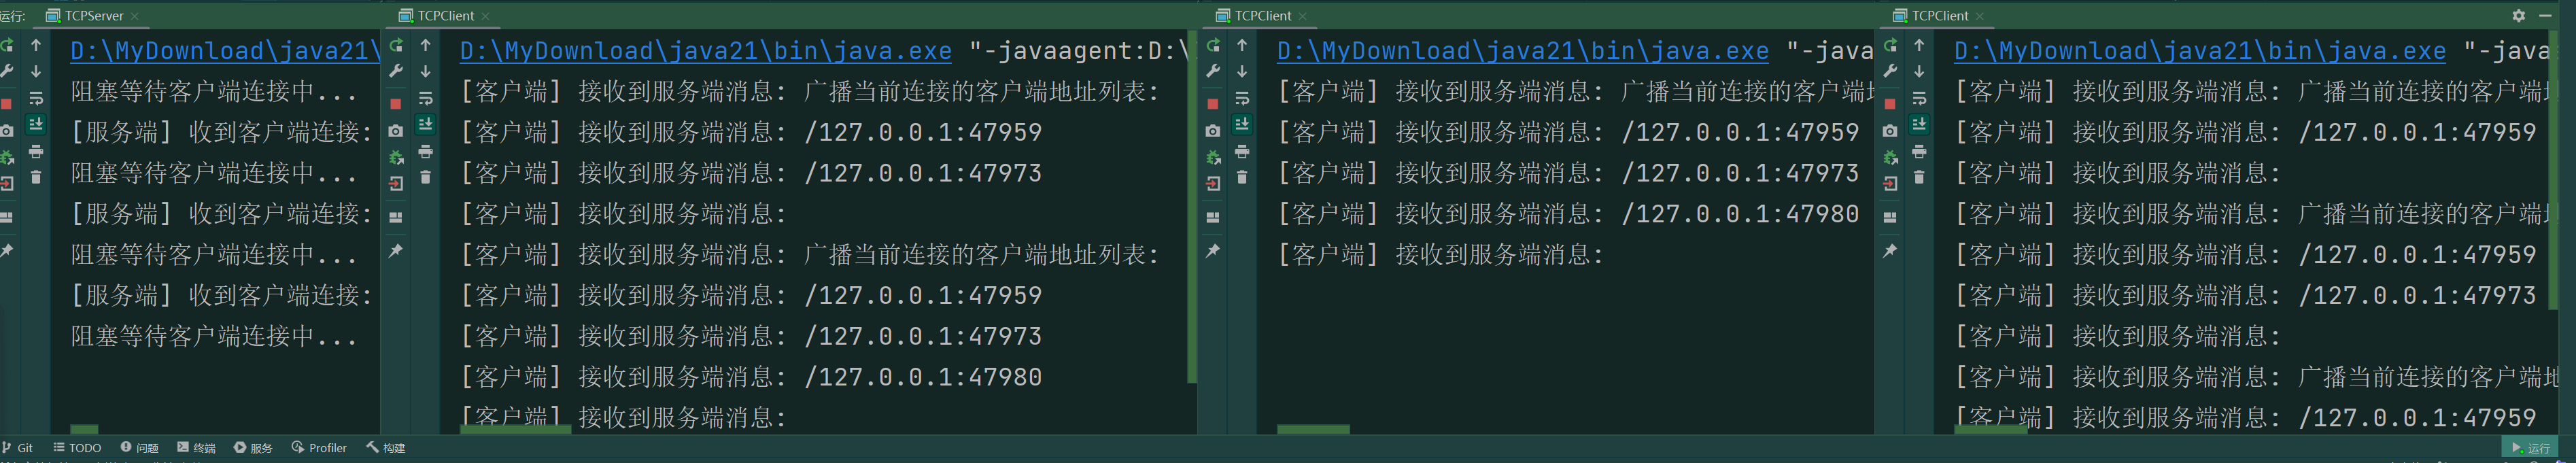 运行: TCPServer
TCPClient
TCPClient
TCPClient
D:\MyDownload\java21\
阻塞等待客户端连接中...
[服务端] 收到客户端连接:
阻塞等待客户端连接中...
[服务端] 收到客户端连接:
阻塞等待客户端连接中...
[服务端] 收到客户端连接:
阻塞等待客户端连接中...
D:\MyDownload\java21\bin\java.exe "-javaagent:D:\
[客户端] 接收到服务端消息: 广播当前连接的客户端地址列表:
[客户端] 接收到服务端消息: /127.0.0.1:47959
[客户端] 接收到服务端消息: /127.0.0.1:47973
[客户端] 接收到服务端消息:
[客户端] 接收到服务端消息: 广播当前连接的客户端地址列表:
[客户端] 接收到服务端消息: /127.0.0.1:47959
[客户端] 接收到服务端消息: /127.0.0.1:47973
[客户端] 接收到服务端消息: /127.0.0.1:47980
[客户端] 接收到服务端消息:
D:\MyDownload\java21\bin\java.exe "-java
[客户端] 接收到服务端消息: 广播当前连接的客户端
[客户端] 接收到服务端消息: /127.0.0.1:47959
[客户端] 接收到服务端消息: /127.0.0.1:47973
[客户端] 接收到服务端消息: /127.0.0.1:47980
[客户端] 接收到服务端消息:
D:\MyDownload\java21\bin\java.exe "-java
[客户端] 接收到服务端消息: 广播当前连接的客户端
[客户端] 接收到服务端消息: /127.0.0.1:47959
[客户端] 接收到服务端消息:
[客户端] 接收到服务端消息: 广播当前连接的客户端
[客户端] 接收到服务端消息: /127.0.0.1:47959
[客户端] 接收到服务端消息: /127.0.0.1:47973
[客户端] 接收到服务端消息:
[客户端] 接收到服务端消息: 广播当前连接的客户端
[客户端] 接收到服务端消息: /127.0.0.1:47959
Git TODO 问题 终端 服务 Profiler 构建 运行